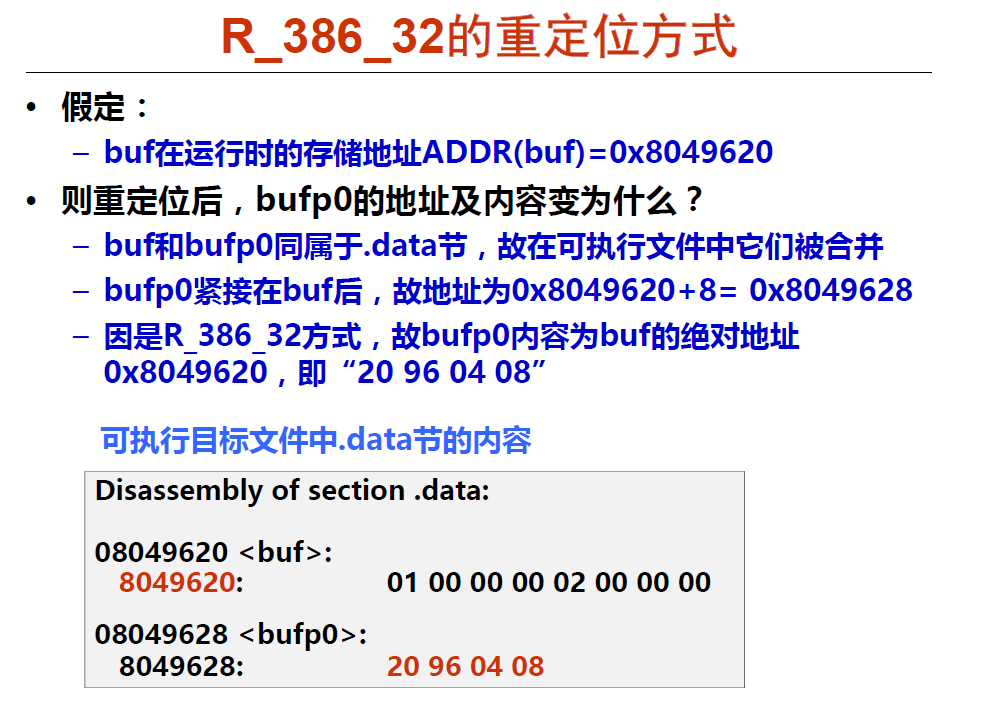 R_386_32的重定位方式
• 假定：
– buf在运行时的存储地址ADDR(buf)=0x8049620
• 则重定位后，bufp0的地址及内容变为什么？
– buf和bufp0同属于.data节，故在可执行文件中它们被合并
– bufp0紧接在buf后，故地址为0x8049620+8= 0x8049628
– 因是R_386_32方式，故bufp0内容为buf的绝对地址
0x8049620，即“20 96 04 08”
可执行目标文件中.data节的内容
Disassembly of section .data:
08049620 <buf>:
8049620: 01 00 00 00 02 00 00 00
08049628 <bufp0>:
8049628: 20 96 04 08